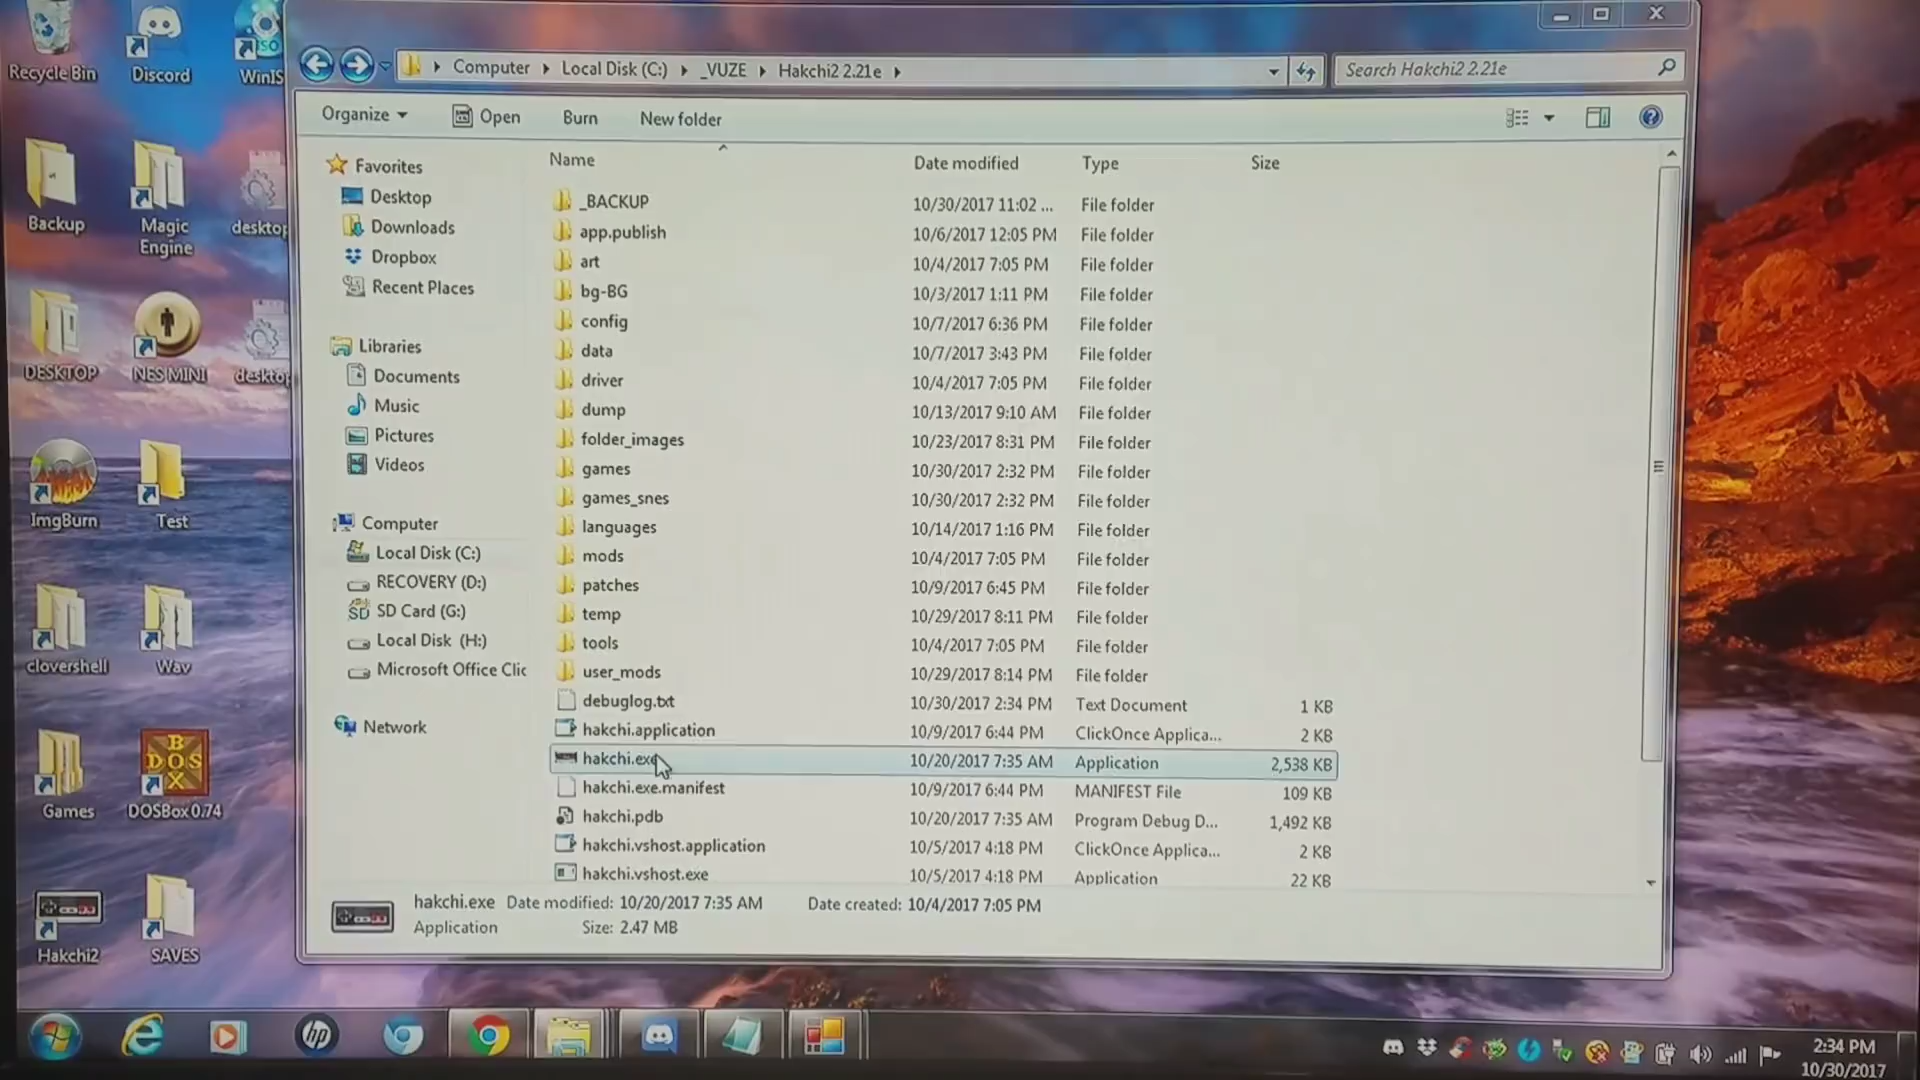 Recycle Bin
Discord
WinIS
Backup
Magic
Engine
desktop
DESKTOP
NES MINI
desktop
ImgBurn
Test
clovershell
Wav
Games
DOSBox 0.74
Hakchi2
SAVES
Computer
Local Disk (C:)
_VUZE
Hakchi2 2.21e
Search Hakchi2 2.21e
Organize
Open
Burn
New folder
Favorites
Desktop
Downloads
Dropbox
Recent Places
Libraries
Documents
Music
Pictures
Videos
Computer
Local Disk (C:)
RECOVERY (D:)
SD Card (G:)
Local Disk (H:)
Microsoft Office Clic
Network
Name Date modified Type Size
_BACKUP 10/30/2017 11:02 ... File folder
app.publish 10/6/2017 12:05 PM File folder
art 10/4/2017 7:05 PM File folder
bg-BG 10/3/2017 1:11 PM File folder
config 10/7/2017 6:36 PM File folder
data 10/7/2017 3:43 PM File folder
driver 10/4/2017 7:05 PM File folder
dump 10/13/2017 9:10 AM File folder
folder_images 10/23/2017 8:31 PM File folder
games 10/30/2017 2:32 PM File folder
games_snes 10/30/2017 2:32 PM File folder
languages 10/14/2017 1:16 PM File folder
mods 10/4/2017 7:05 PM File folder
patches 10/9/2017 6:45 PM File folder
temp 10/29/2017 8:11 PM File folder
tools 10/4/2017 7:05 PM File folder
user_mods 10/29/2017 8:14 PM File folder
debuglog.txt 10/30/2017 2:34 PM Text Document 1 KB
hakchi.application 10/9/2017 6:44 PM ClickOnce Applica... 2 KB
hakchi.exe 10/20/2017 7:35 AM Application 2,538 KB
hakchi.exe.manifest 10/9/2017 6:44 PM MANIFEST File 109 KB
hakchi.pdb 10/20/2017 7:35 AM Program Debug D... 1,492 KB
hakchi.vshost.application 10/5/2017 4:18 PM ClickOnce Applica... 2 KB
hakchi.vshost.exe 10/5/2017 4:18 PM Application 22 KB
hakchi.exe Date modified: 10/20/2017 7:35 AM Date created: 10/4/2017 7:05 PM
Application Size: 2.47 MB
2:34 PM
10/30/2017